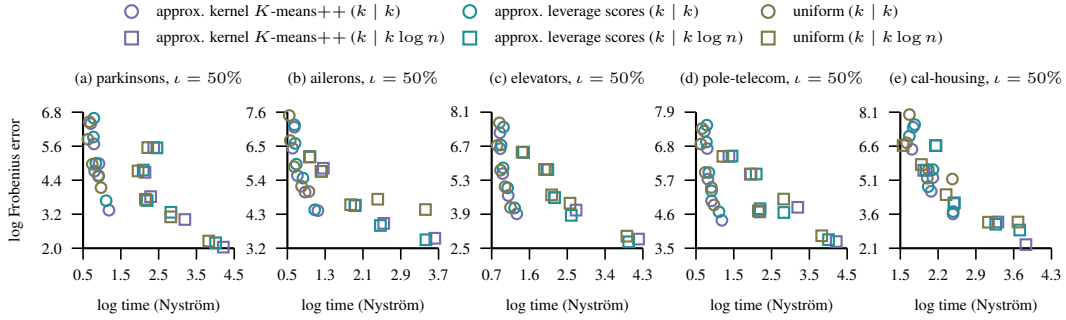 approx. kernel K-means++ (k | k) approx. leverage scores (k | k) uniform (k | k)
approx. kernel K-means++ (k | k log n) approx. leverage scores (k | k log n) uniform (k | k log n)
(a) parkinsons, ι = 50% (b) ailerons, ι = 50% (c) elevators, ι = 50% (d) pole-telecom, ι = 50% (e) cal-housing, ι = 50%
6.8 7.6 8.1 7.9 8.1
5.6 6.5 6.7 6.8 6.6
4.4 5.4 5.3 5.7 5.1
3.2 4.3 3.9 4.6 3.6
2.0 3.2 2.5 3.5 2.1
log Frobenius error
0.5 1.5 2.5 3.5 4.5 0.5 1.3 2.1 2.9 3.7 0.7 1.6 2.5 3.4 4.3 0.5 1.5 2.5 3.5 4.5 1.5 2.2 2.9 3.6 4.3
log time (Nyström) log time (Nyström) log time (Nyström) log time (Nyström) log time (Nyström)